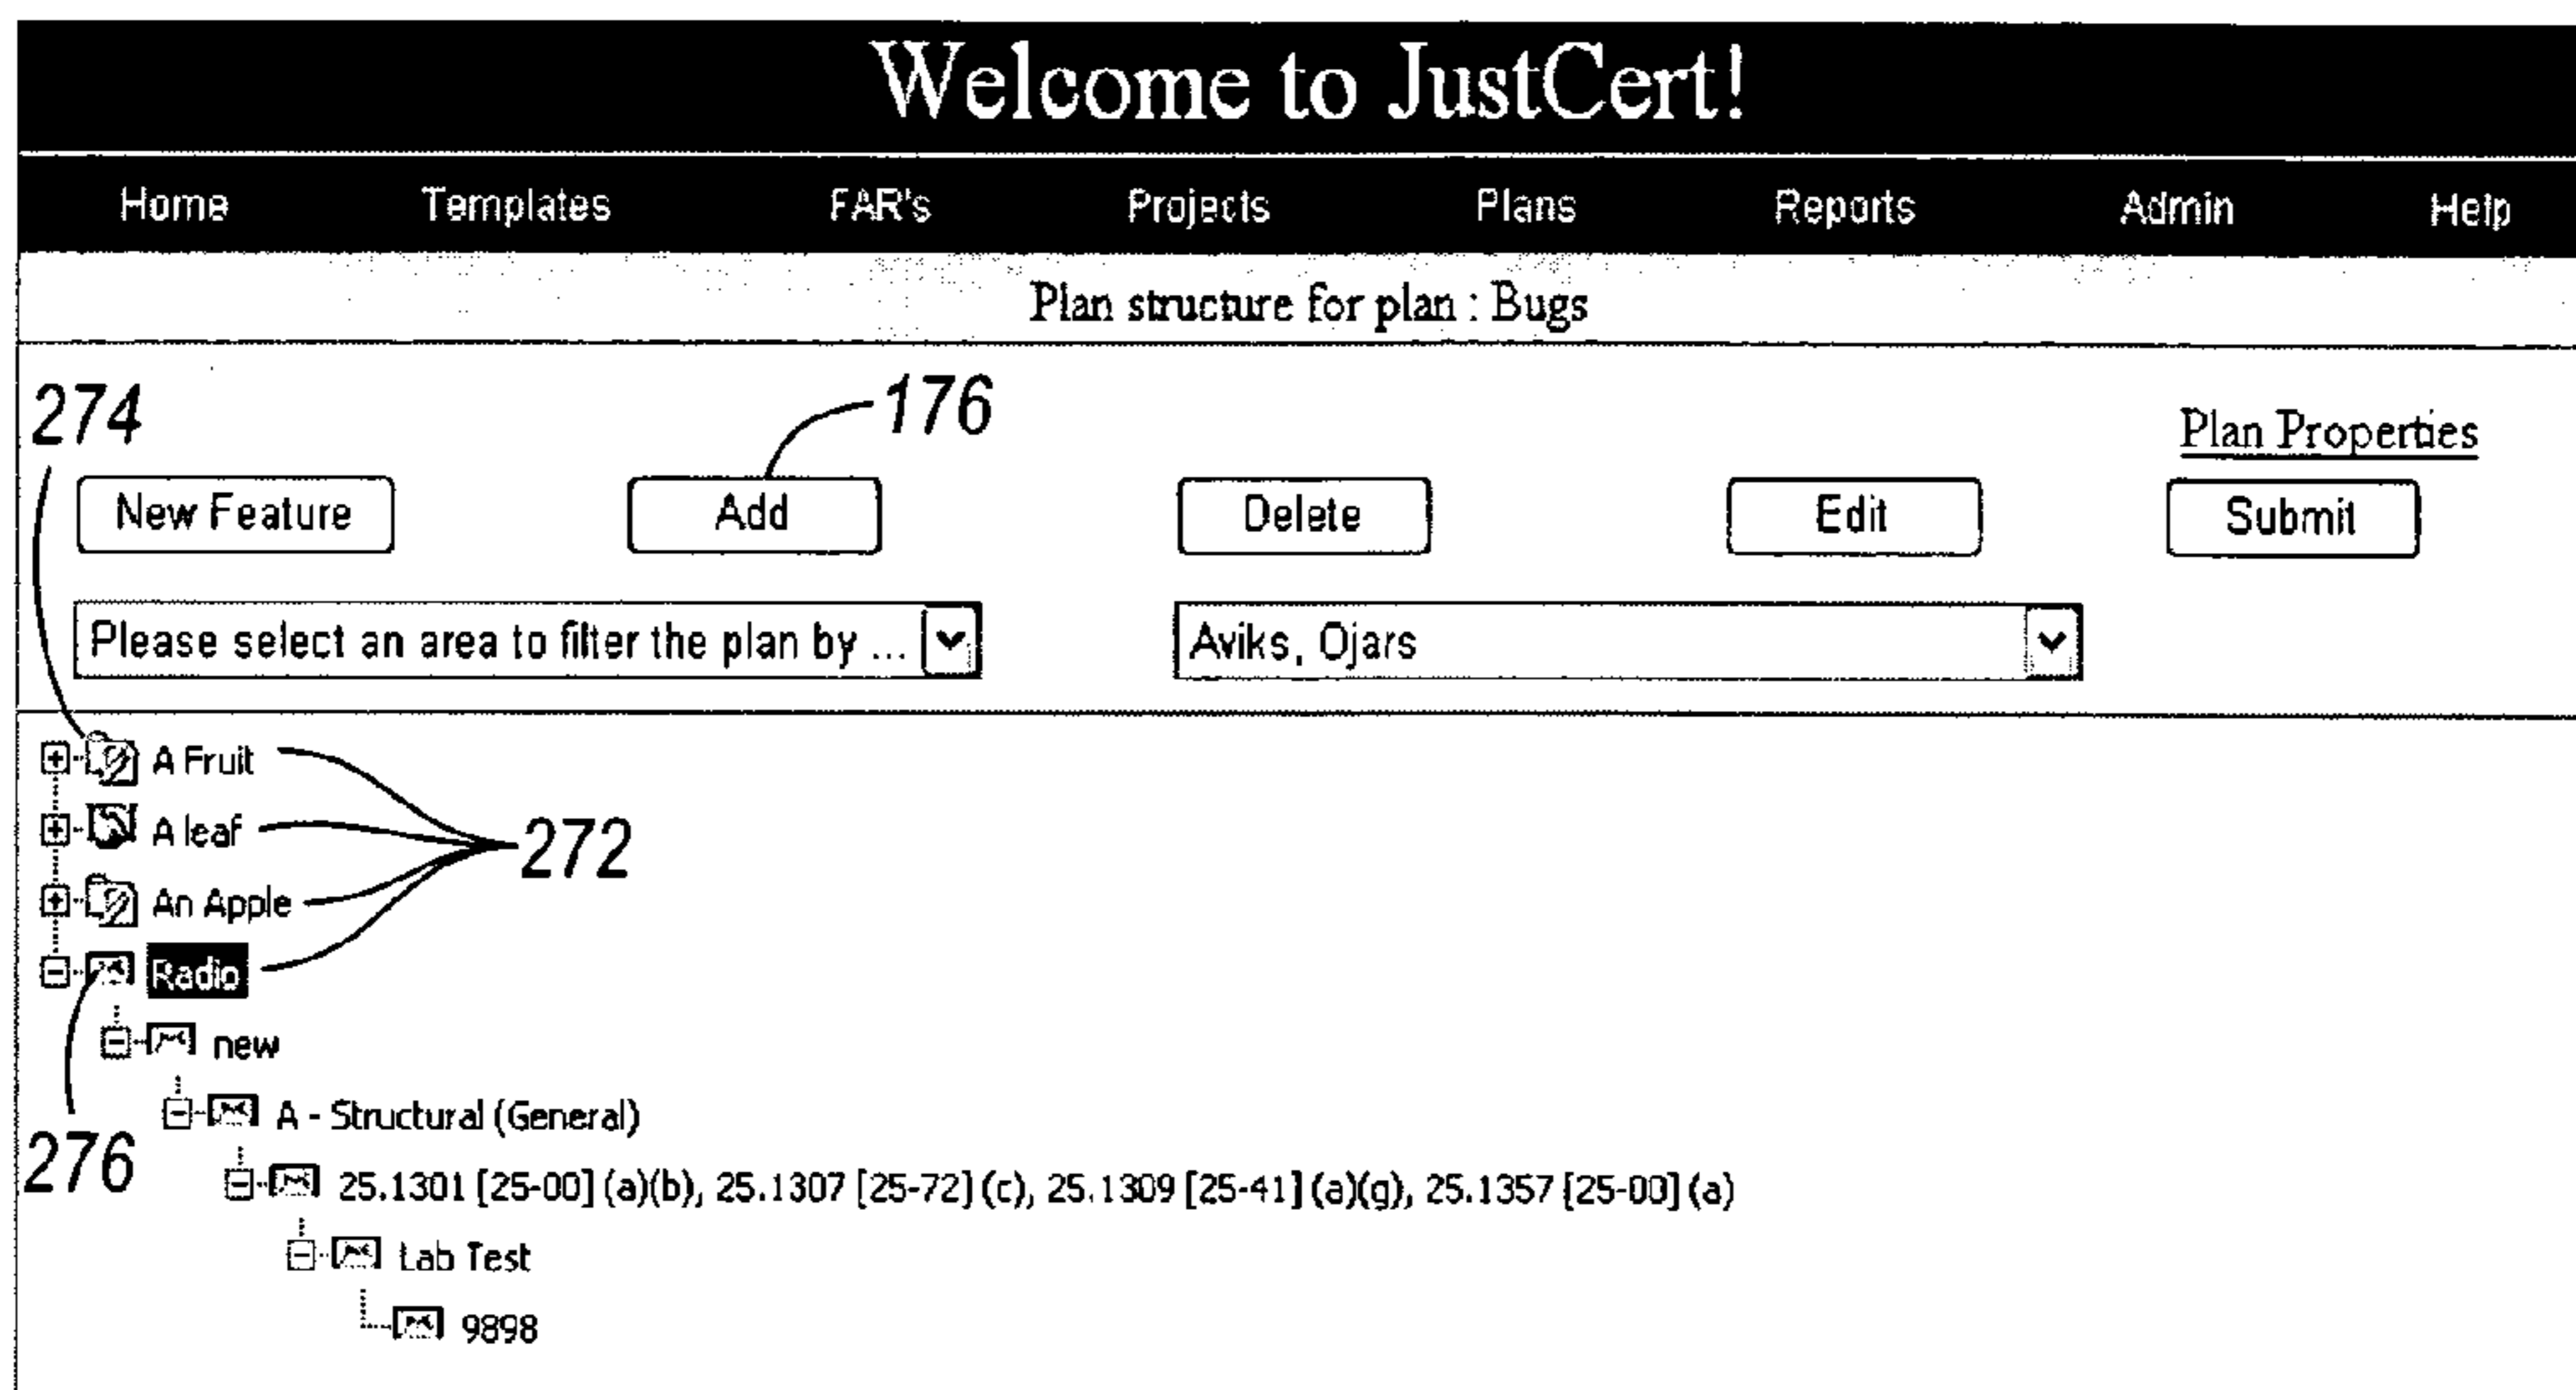 Welcome to JustCert!
Home Templates FAR's Projects Plans Reports Admin Help
Plan structure for plan : Bugs
274 176 Plan Properties
New Feature Add Delete Edit Submit
Please select an area to filter the plan by ... Aviks, Ojars
A Fruit
A leaf
272
An Apple
Radio
new
A - Structural (General)
276
25.1301 [25-00] (a)(b), 25.1307 [25-72] (c), 25.1309 [25-41] (a)(g), 25.1357 [25-00] (a)
Lab Test
9898